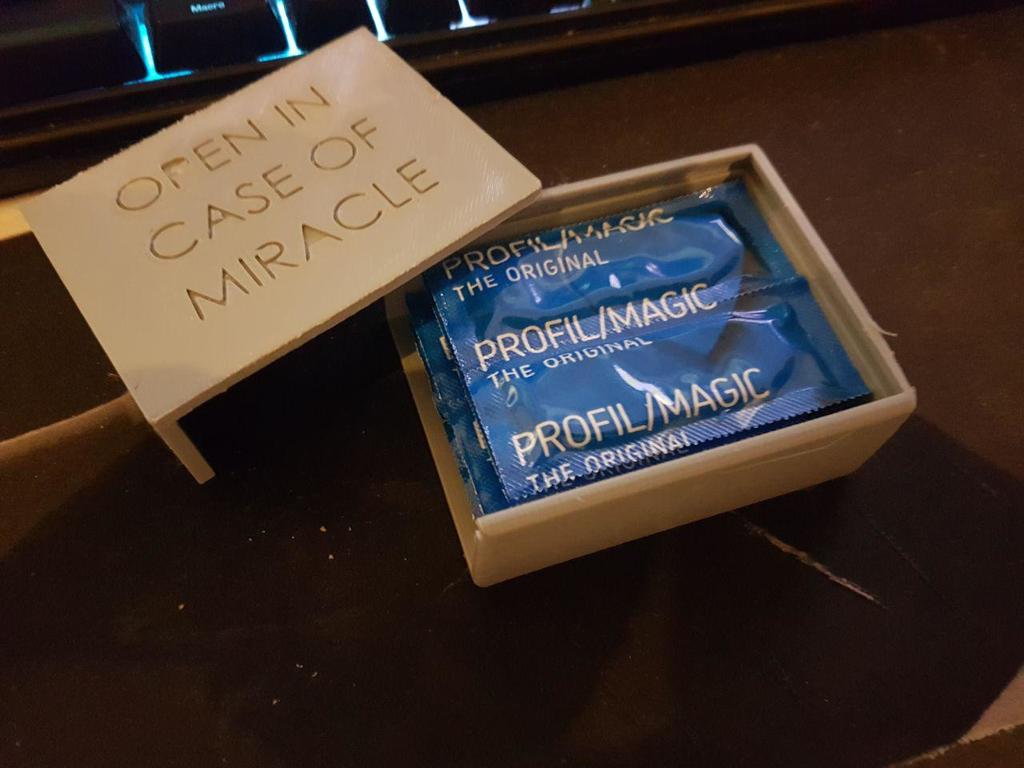 Macro
OPEN IN
CASE OF
MIRACLE
PROFIL/MAGIC
THE ORIGINAL
PROFIL/MAGIC
THE ORIGINAL
PROFIL/MAGIC
THE ORIGINAL